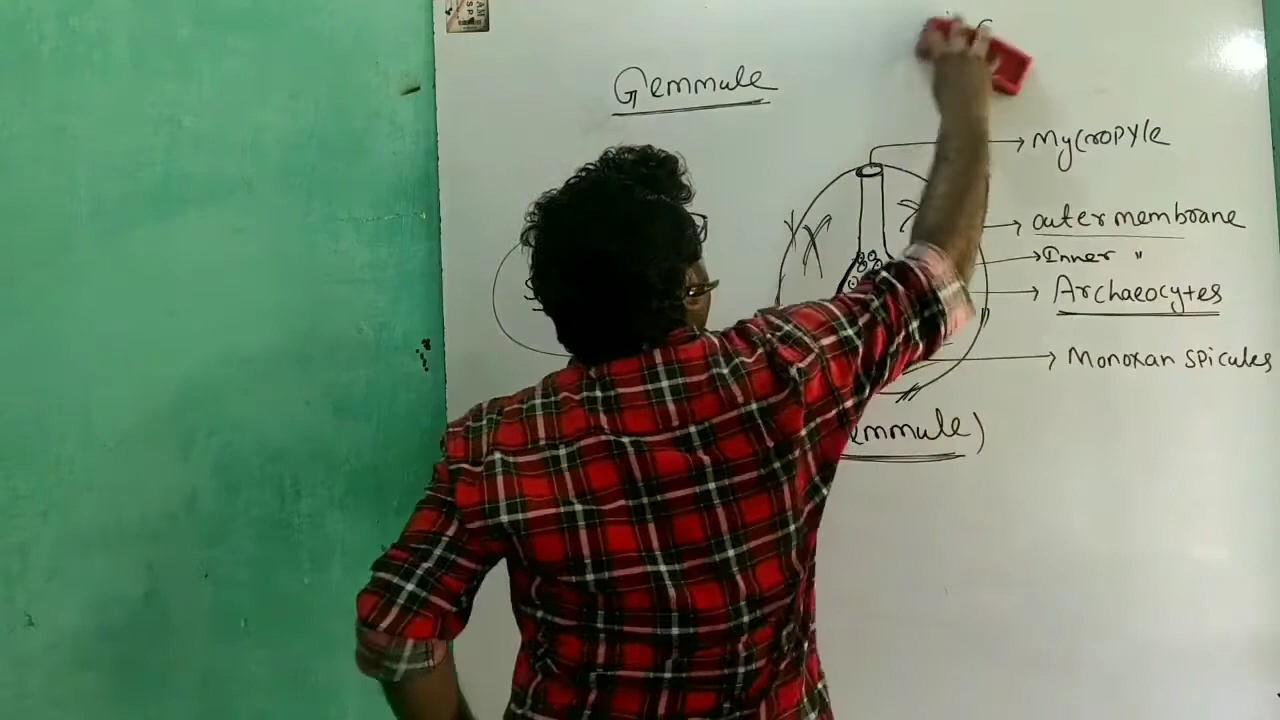 Gemmule
Mycropyle
outer membrane
Inner "
Archaeocytes
Monoxan spicules
emmule)